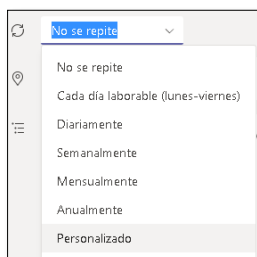 No se repite
No se repite
Cada día laborable (lunes-viernes)
Diariamente
Semanalmente
Mensualmente
Anualmente
Personalizado